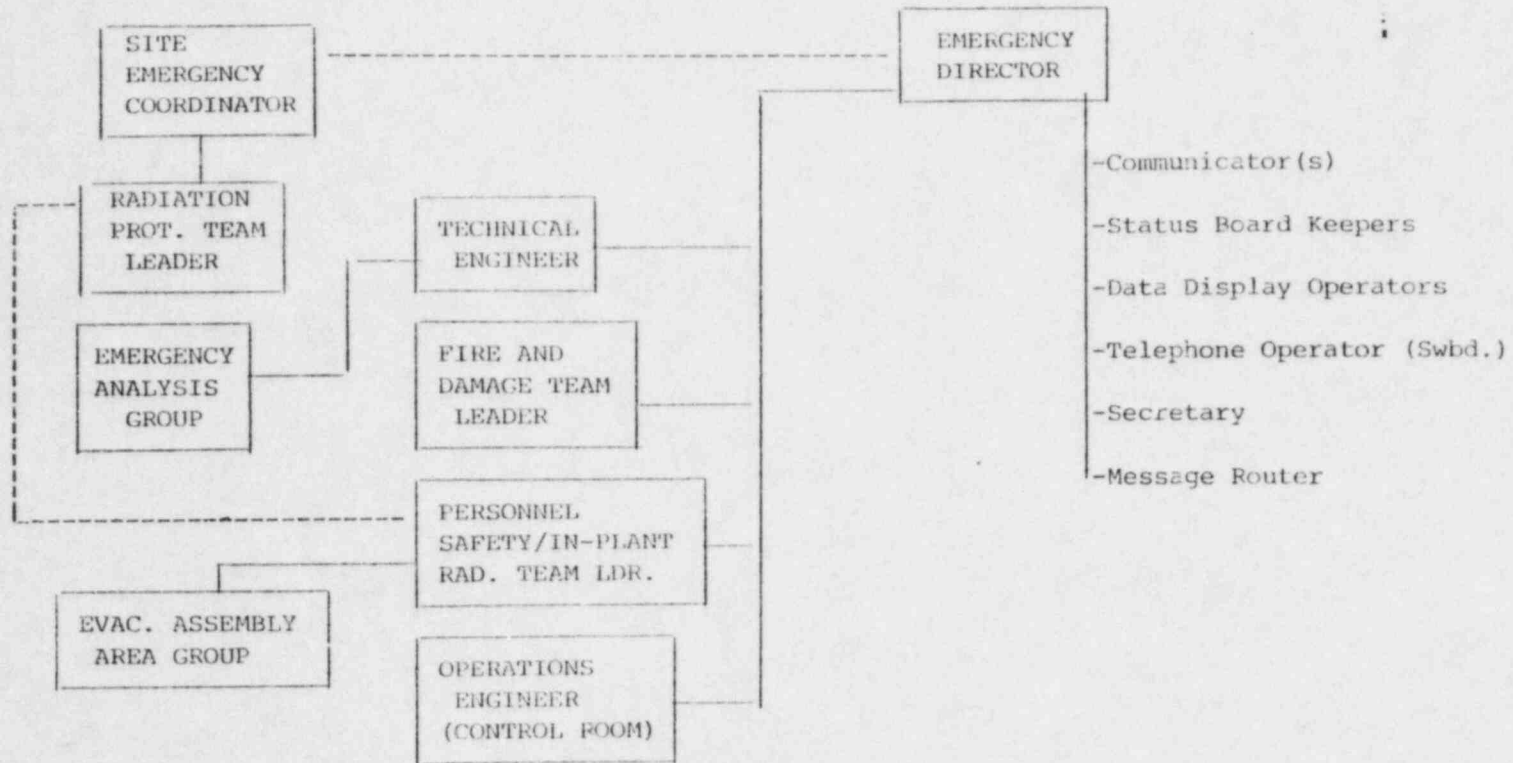 SITE
EMERGENCY
COORDINATOR
EMERGENCY
DIRECTOR
RADIATION
PROT. TEAM
LEADER
TECHNICAL
ENGINEER
EMERGENCY
ANALYSIS
GROUP
FIRE AND
DAMAGE TEAM
LEADER
PERSONNEL
SAFETY/IN-PLANT
RAD. TEAM LDR.
EVAC. ASSEMBLY
AREA GROUP
OPERATIONS
ENGINEER
(CONTROL ROOM)
-Communicator(s)
-Status Board Keepers
-Data Display Operators
-Telephone Operator (Swbd.)
-Secretary
-Message Router